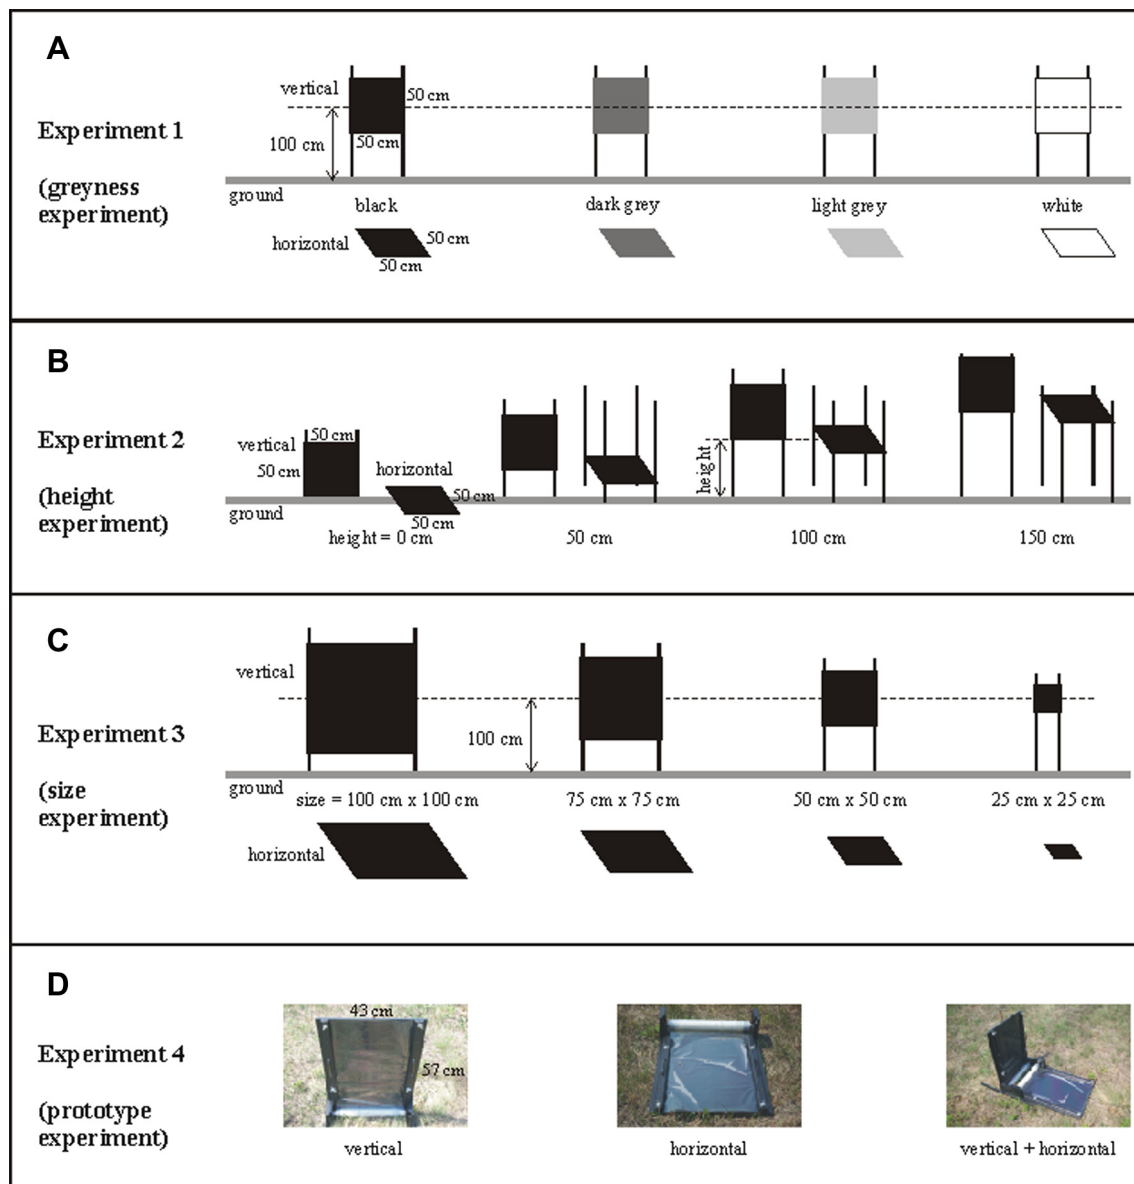 A
Experiment 1
(greyness
experiment)
vertical
50 cm
50 cm
100 cm
ground
black
dark grey
light grey
white
horizontal
50 cm
50 cm
B
Experiment 2
(height
experiment)
vertical
50 cm
50 cm
horizontal
50 cm
50 cm
ground
height
height = 0 cm
50 cm
100 cm
150 cm
C
Experiment 3
(size
experiment)
vertical
100 cm
ground
size = 100 cm x 100 cm
75 cm x 75 cm
50 cm x 50 cm
25 cm x 25 cm
horizontal
D
Experiment 4
(prototype
experiment)
43 cm
57 cm
vertical
horizontal
vertical + horizontal